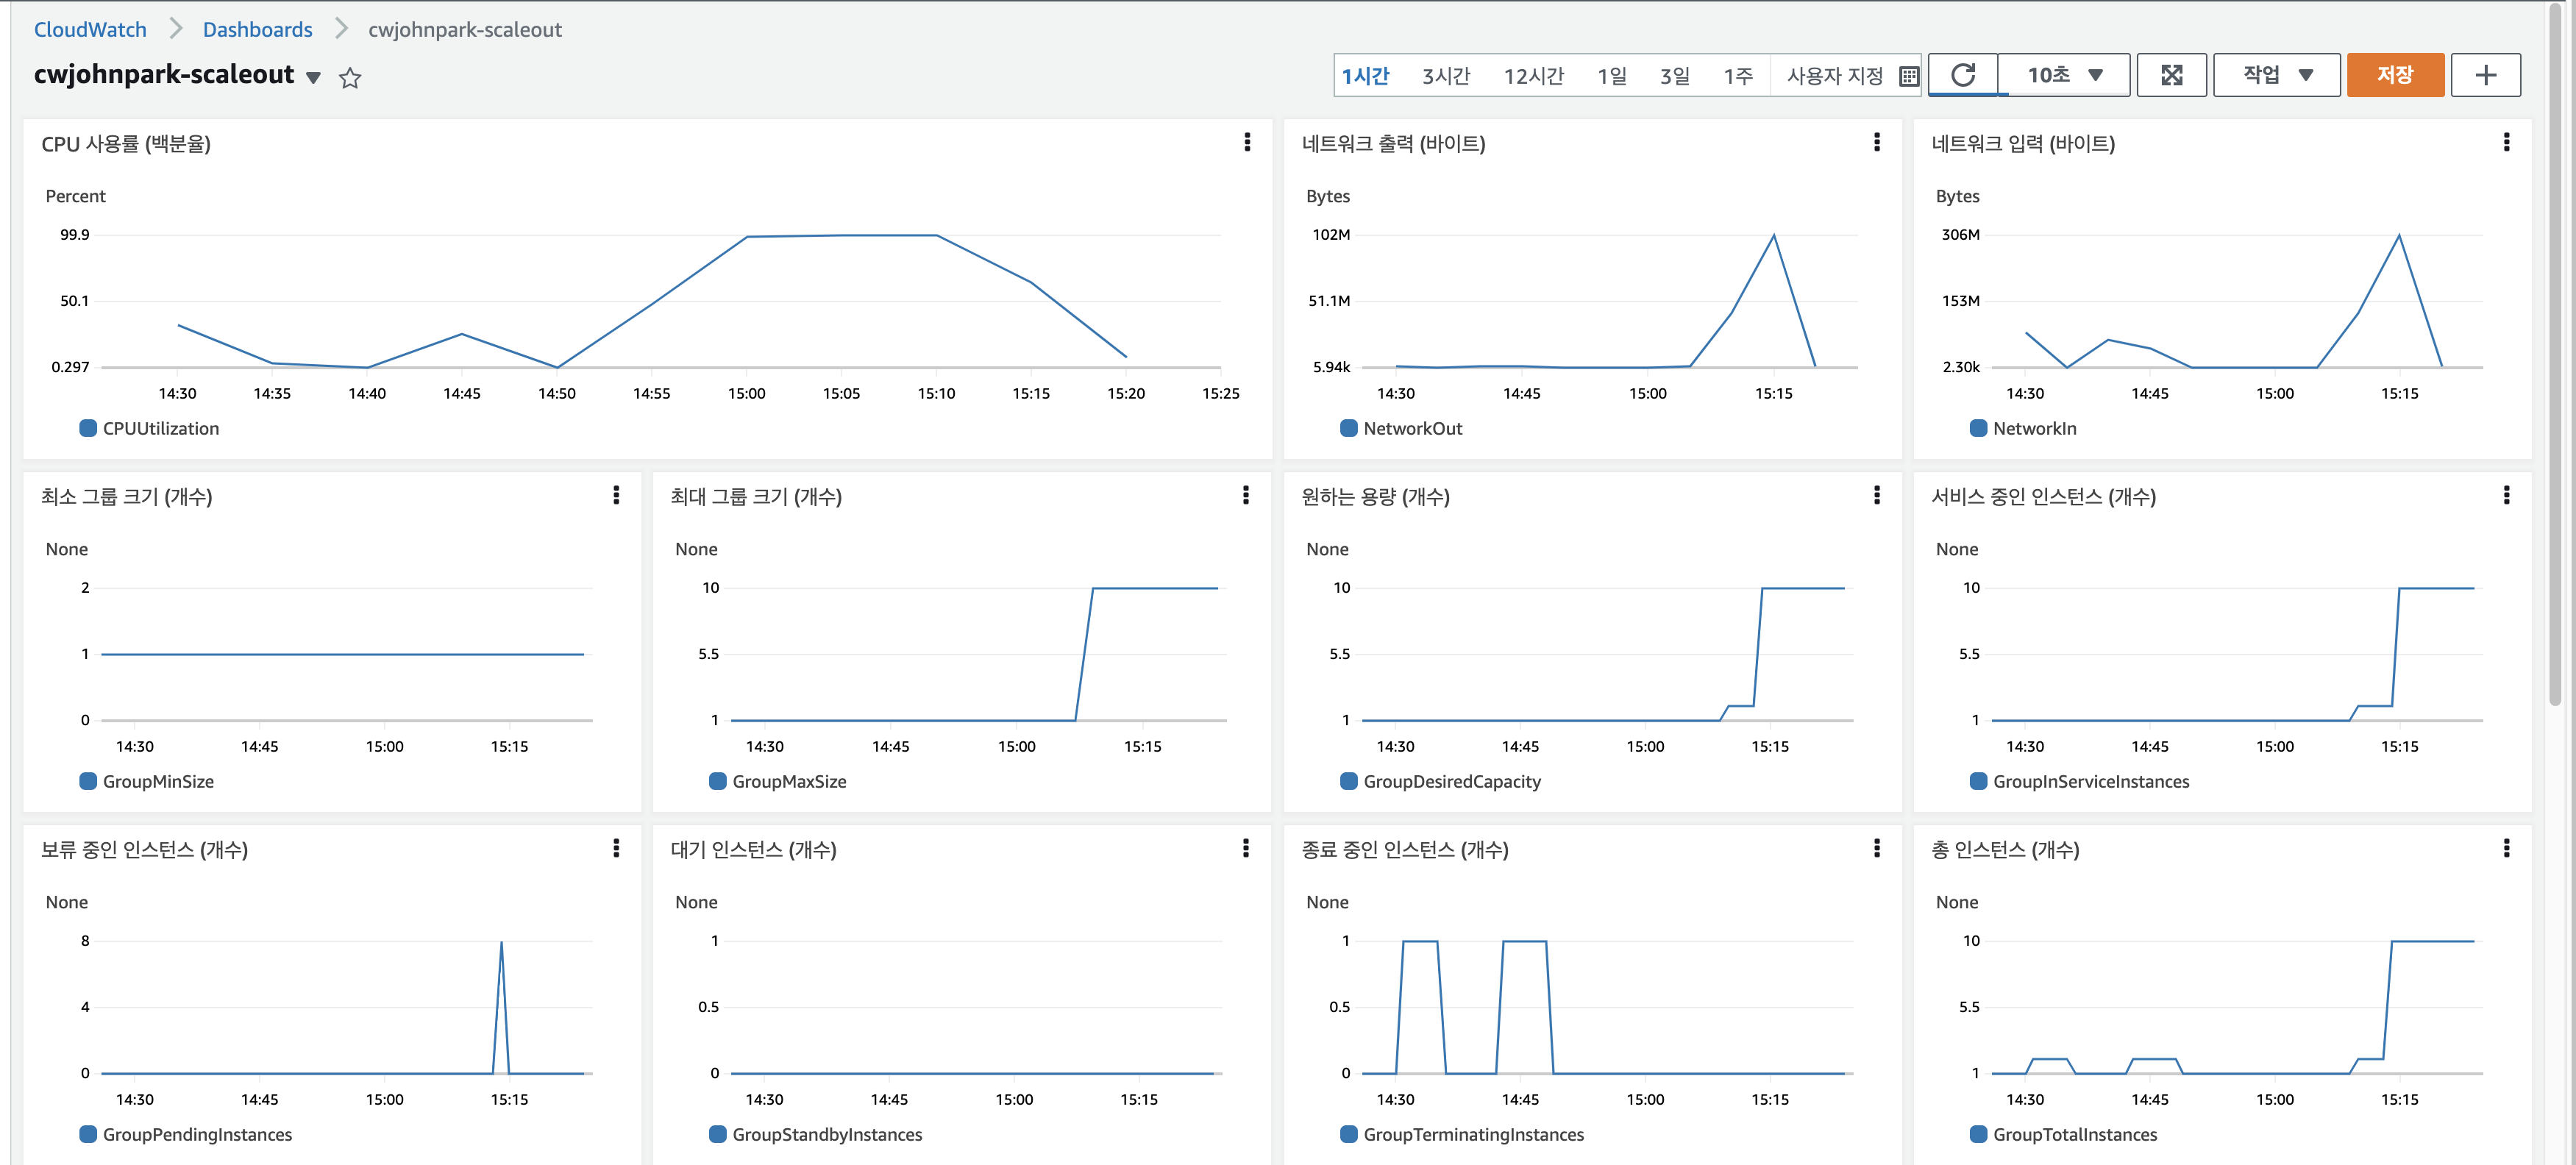 CloudWatch > Dashboards > cwjohnpark-scaleout
cwjohnpark-scaleout
1시간 3시간 12시간 1일 3일 1주 사용자 지정 10초 작업 저장
CPU 사용률 (백분율)
Percent
99.9
50.1
0.297
14:30 14:35 14:40 14:45 14:50 14:55 15:00 15:05 15:10 15:15 15:20 15:25
CPUUtilization
네트워크 출력 (바이트)
Bytes
102M
51.1M
5.94k
14:30 14:45 15:00 15:15
NetworkOut
네트워크 입력 (바이트)
Bytes
306M
153M
2.30k
14:30 14:45 15:00 15:15
NetworkIn
최소 그룹 크기 (개수)
None
2
1
0
14:30 14:45 15:00 15:15
GroupMinSize
최대 그룹 크기 (개수)
None
10
5.5
1
14:30 14:45 15:00 15:15
GroupMaxSize
원하는 용량 (개수)
None
10
5.5
1
14:30 14:45 15:00 15:15
GroupDesiredCapacity
서비스 중인 인스턴스 (개수)
None
10
5.5
1
14:30 14:45 15:00 15:15
GroupInServiceInstances
보류 중인 인스턴스 (개수)
None
8
4
0
14:30 14:45 15:00 15:15
GroupPendingInstances
대기 인스턴스 (개수)
None
1
0.5
0
14:30 14:45 15:00 15:15
GroupStandbyInstances
종료 중인 인스턴스 (개수)
None
1
0.5
0
14:30 14:45 15:00 15:15
GroupTerminatingInstances
총 인스턴스 (개수)
None
10
5.5
1
14:30 14:45 15:00 15:15
GroupTotalInstances